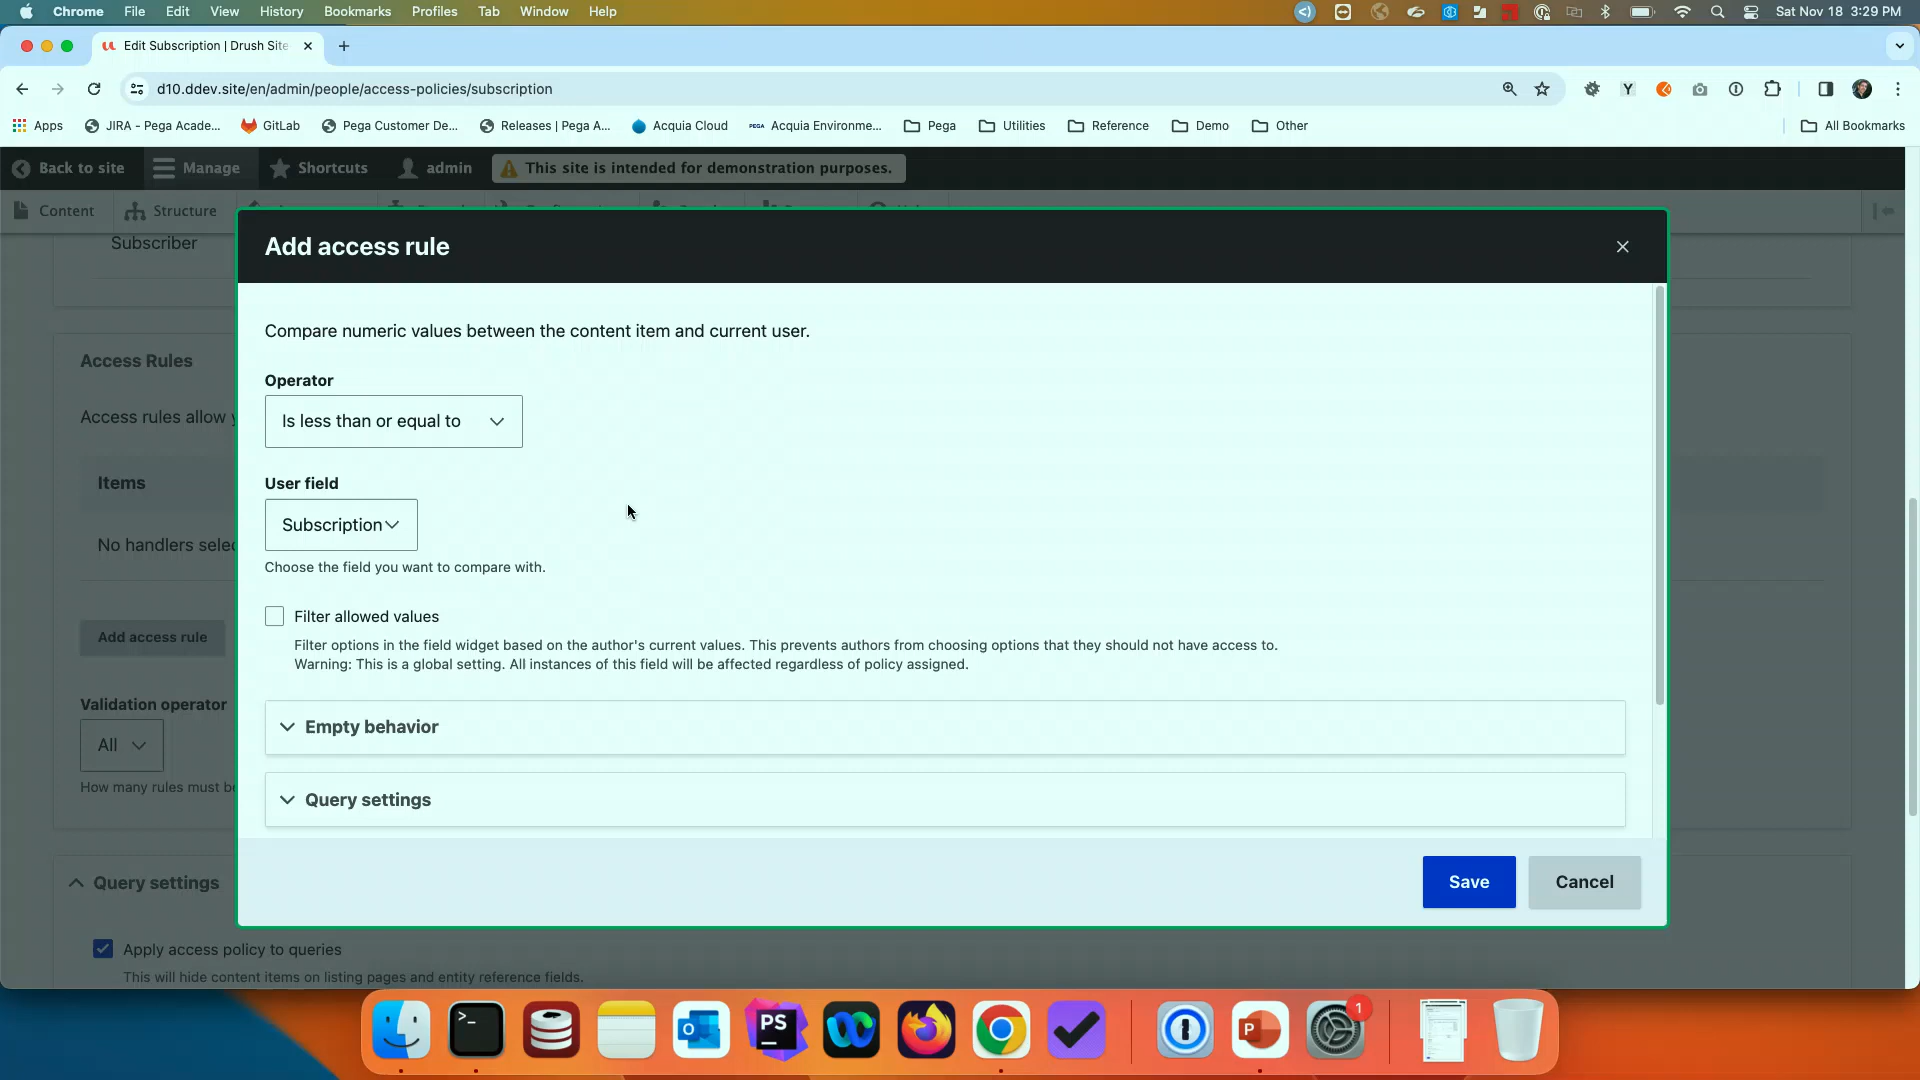 Chrome File Edit View History Bookmarks Profiles Tab Window Help Sat Nov 18 3:29 PM
Edit Subscription | Drush Site
d10.ddev.site/en/admin/people/access-policies/subscription
Apps JIRA - Pega Acade... GitLab Pega Customer De... Releases | Pega A... Acquia Cloud PEGA Acquia Environme... Pega Utilities Reference Demo Other All Bookmarks
Back to site Manage Shortcuts admin This site is intended for demonstration purposes.
Content Structure
Subscriber
Add access rule
Compare numeric values between the content item and current user.
Access Rules
Operator
Access rules allow
Is less than or equal to
Items
User field
Subscription
No handlers sele
Choose the field you want to compare with.
Filter allowed values
Add access rule
Filter options in the field widget based on the author's current values. This prevents authors from choosing options that they should not have access to.
Warning: This is a global setting. All instances of this field will be affected regardless of policy assigned.
Validation operator
Empty behavior
All
How many rules must be
Query settings
Save Cancel
Query settings
Apply access policy to queries
This will hide content items on listing pages and entity reference fields.
>_ PS P 1